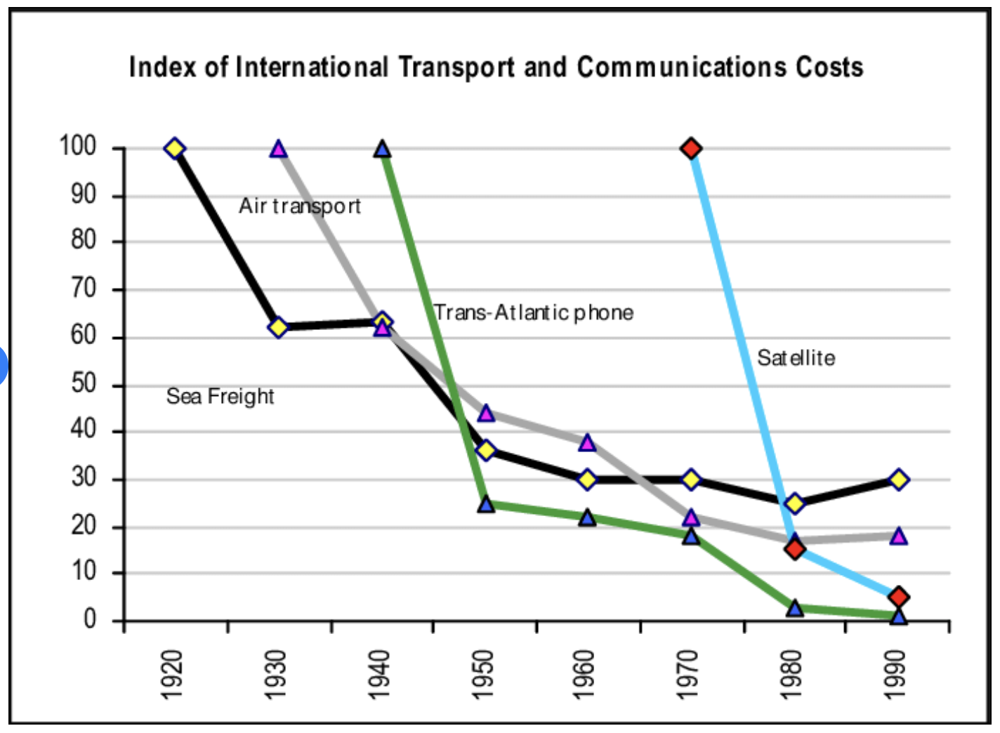 Index of International Transport and Communications Costs
100
90
Air transport
80
70
Trans-Atlantic phone
60
Satellite
50
Sea Freight
40
30
20
10
0
1920 1930 1940 1950 1960 1970 1980 1990